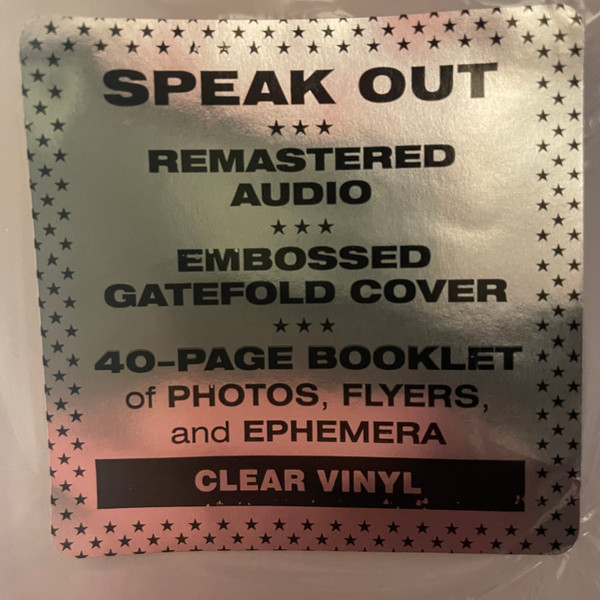 SPEAK OUT
★★★
REMASTERED
AUDIO
★★★
EMBOSSED
GATEFOLD COVER
★★★
40-PAGE BOOKLET
of PHOTOS, FLYERS,
and EPHEMERA
CLEAR VINYL